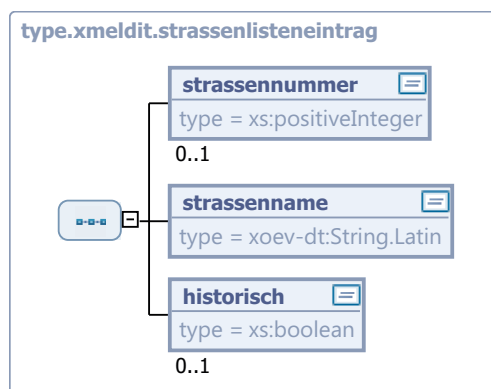 type.xmeldit.strassenlisteneintrag
strassennummer
type = xs:positiveInteger
0..1
strassenname
type = xoev-dt:String.Latin
historisch
type = xs:boolean
0..1